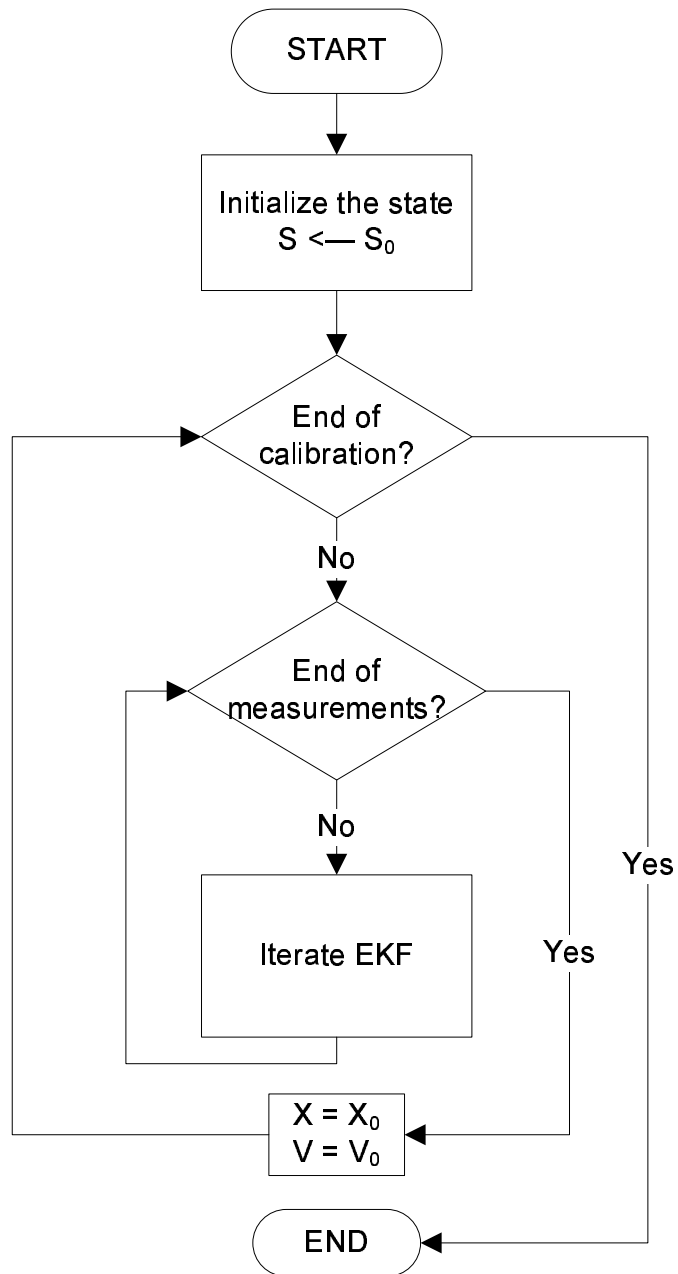 START
Initialize the state
S <— S₀
End of
calibration?
No
End of
measurements?
No
Yes
Iterate EKF
Yes
X = X₀
V = V₀
END